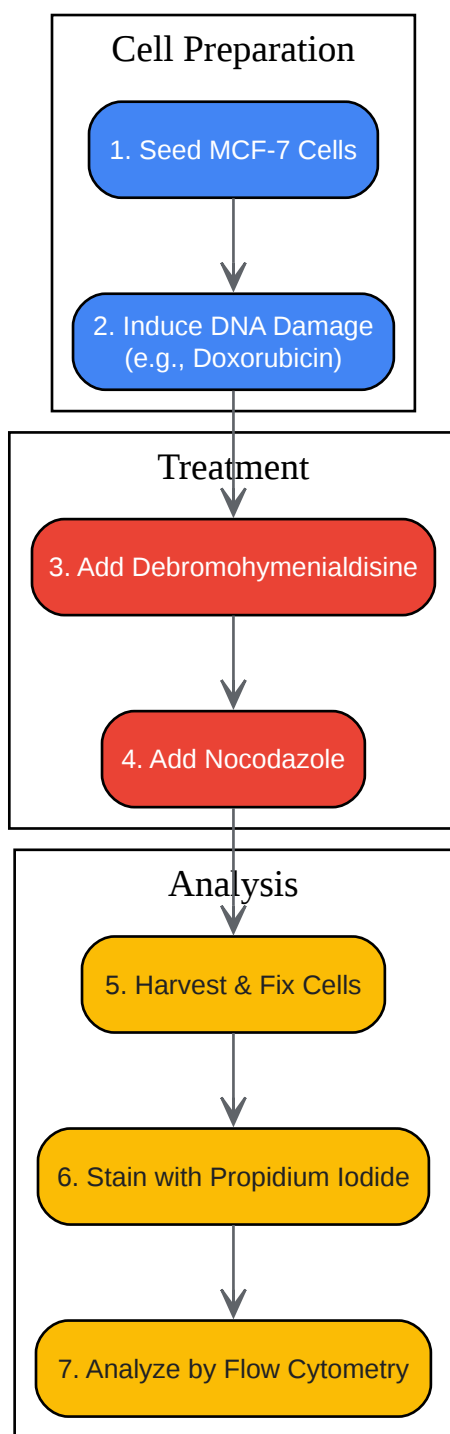 Cell Preparation
1. Seed MCF-7 Cells
2. Induce DNA Damage
(e.g., Doxorubicin)
Treatment
3. Add Debromohymenialdisine
4. Add Nocodazole
Analysis
5. Harvest & Fix Cells
6. Stain with Propidium Iodide
7. Analyze by Flow Cytometry